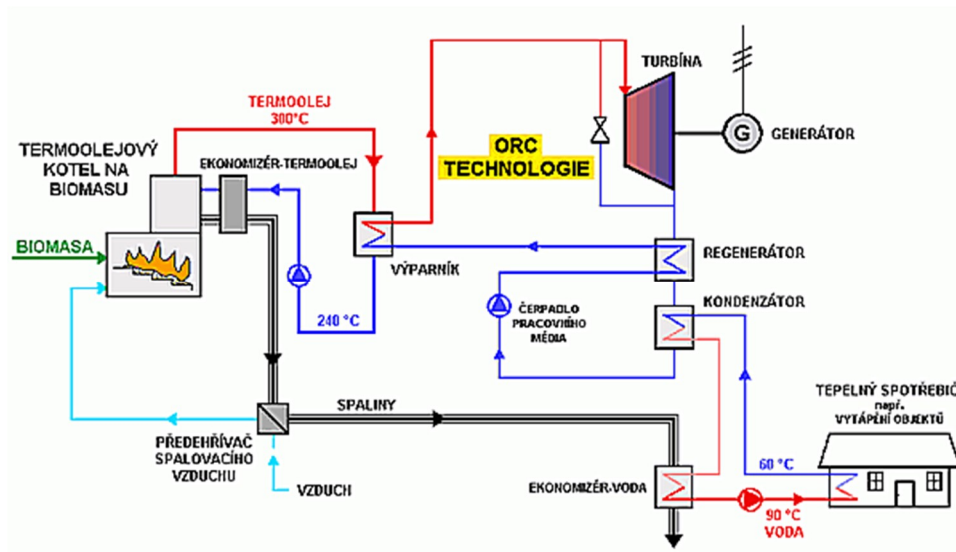 TURBÍNA
TERMOOLEJ
300°C
G
GENERÁTOR
ORC
TECHNOLOGIE
TERMOOLEJOVÝ
KOTEL NA
BIOMASU
EKONOMIZÉR-TERMOOLEJ
BIOMASA
VÝPARNÍK
REGENERÁTOR
KONDENZÁTOR
240 °C
ČERPADLO
PRACOVNÍHO
MÉDIA
SPALINY
TEPELNÝ SPOTŘEBIČ
např.
VYTÁPĚNÍ OBJEKTŮ
PŘEDEHŘÍVAČ
SPALOVACÍHO
VZDUCHU
VZDUCH
EKONOMIZÉR-VODA
60 °C
90 °C
VODA